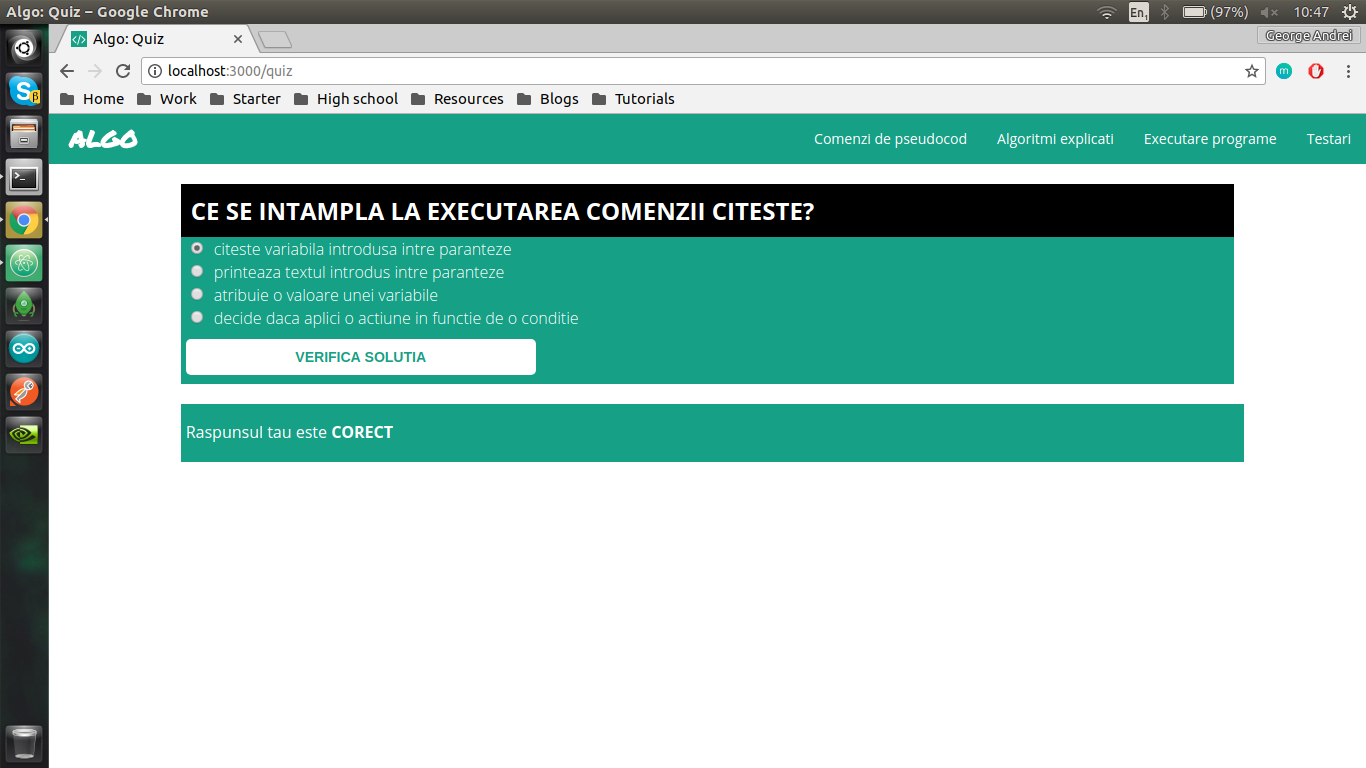 Algo: Quiz – Google Chrome
En1
(97%)
10:47
Algo: Quiz
George Andrei
localhost:3000/quiz
m
Home Work Starter High school Resources Blogs Tutorials
ALGO
Comenzi de pseudocod Algoritmi explicati Executare programe Testari
CE SE INTAMPLA LA EXECUTAREA COMENZII CITESTE?
citeste variabila introdusa intre paranteze
printeaza textul introdus intre paranteze
atribuie o valoare unei variabile
decide daca aplici o actiune in functie de o conditie
VERIFICA SOLUTIA
Raspunsul tau este CORECT